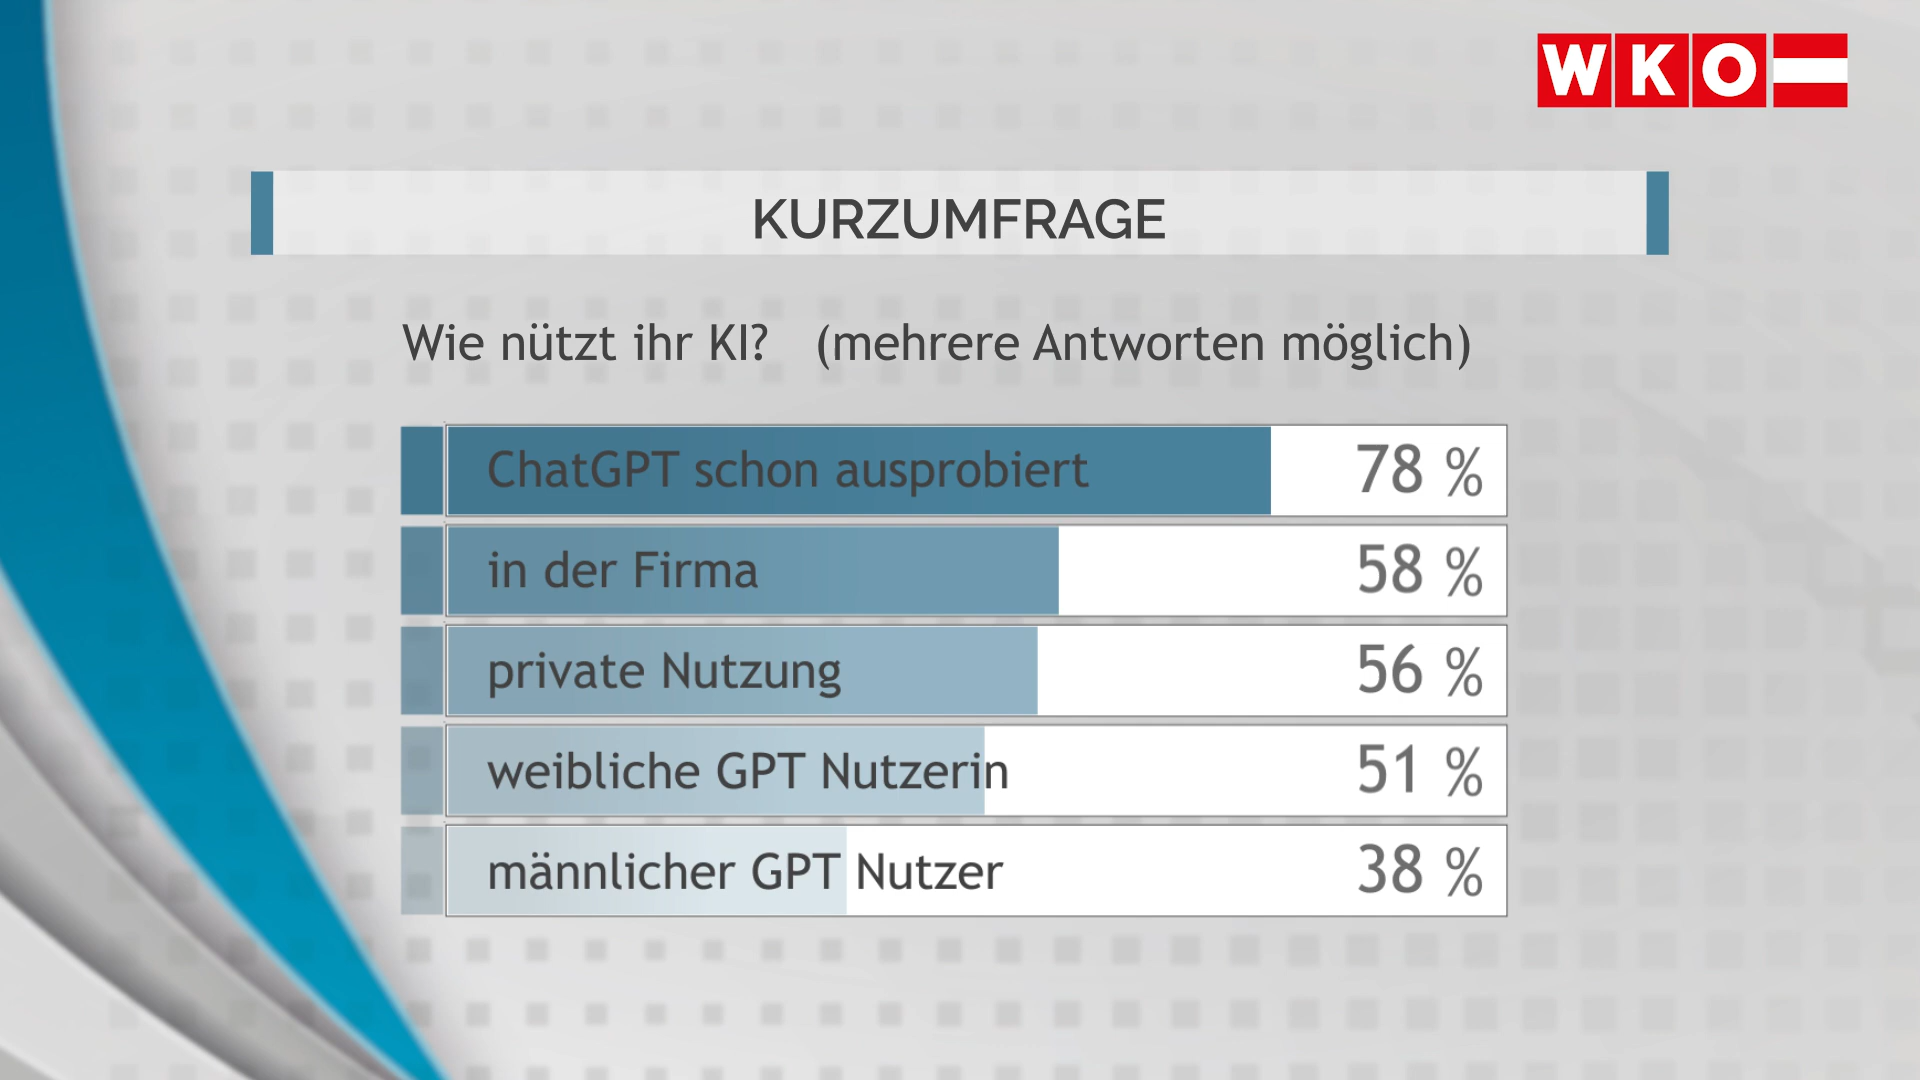 WKO
KURZUMFRAGE
Wie nützt ihr KI? (mehrere Antworten möglich)
ChatGPT schon ausprobiert 78 %
in der Firma 58 %
private Nutzung 56 %
weibliche GPT Nutzerin 51 %
männlicher GPT Nutzer 38 %